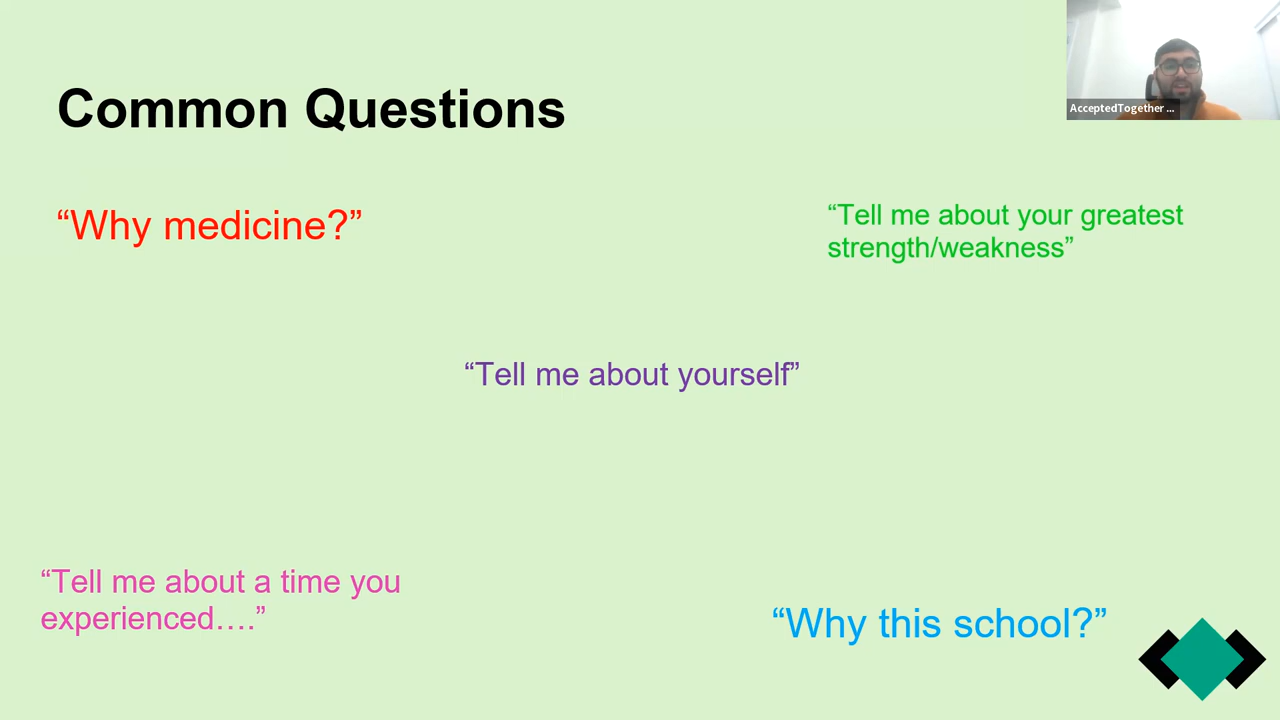 Common Questions
AcceptedTogether ...
“Why medicine?”
“Tell me about your greatest
strength/weakness”
“Tell me about yourself”
“Tell me about a time you
experienced....”
“Why this school?”